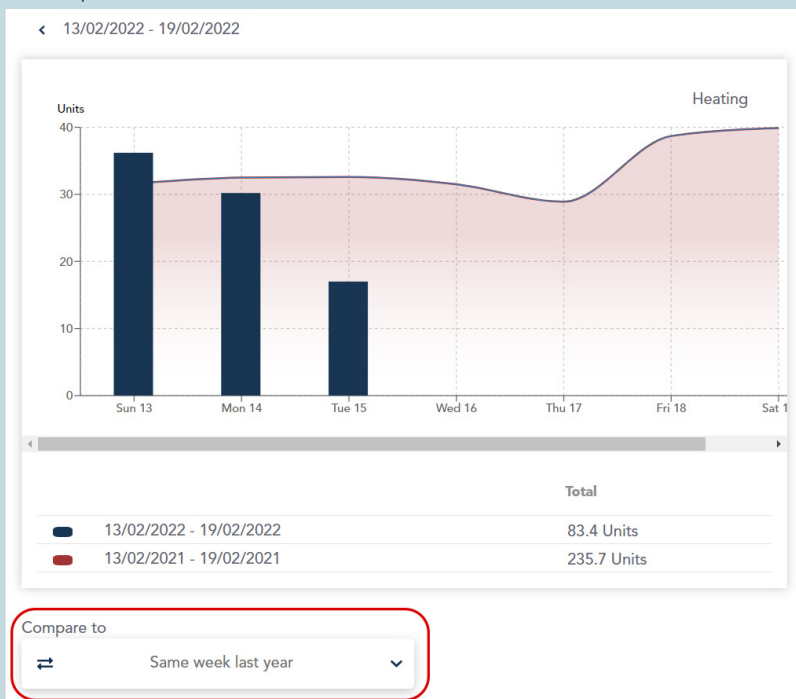 13/02/2022 - 19/02/2022
Heating
Units
40
30
20
10
0
Sun 13 Mon 14 Tue 15 Wed 16 Thu 17 Fri 18 Sat 1
Total
13/02/2022 - 19/02/2022 83.4 Units
13/02/2021 - 19/02/2021 235.7 Units
Compare to
Same week last year